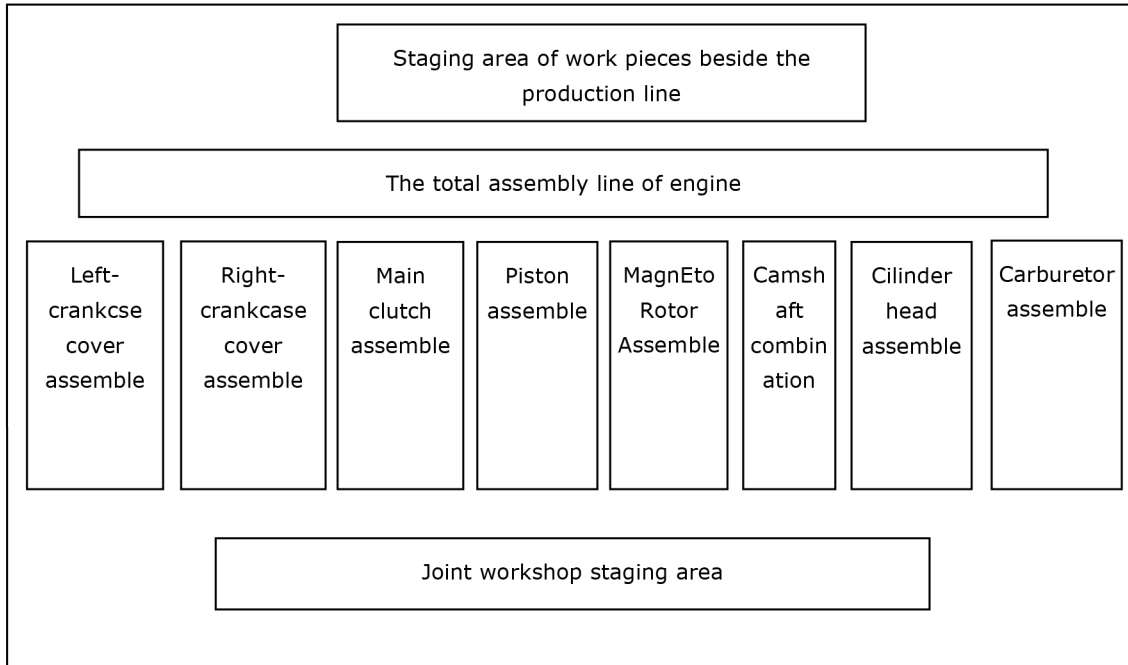 Staging area of work pieces beside the
production line
The total assembly line of engine
Left-
crankcse
cover
assemble
Right-
crankcase
cover
assemble
Main
clutch
assemble
Piston
assemble
MagnEto
Rotor
Assemble
Camsh
aft
combin
ation
Cilinder
head
assemble
Carburetor
assemble
Joint workshop staging area